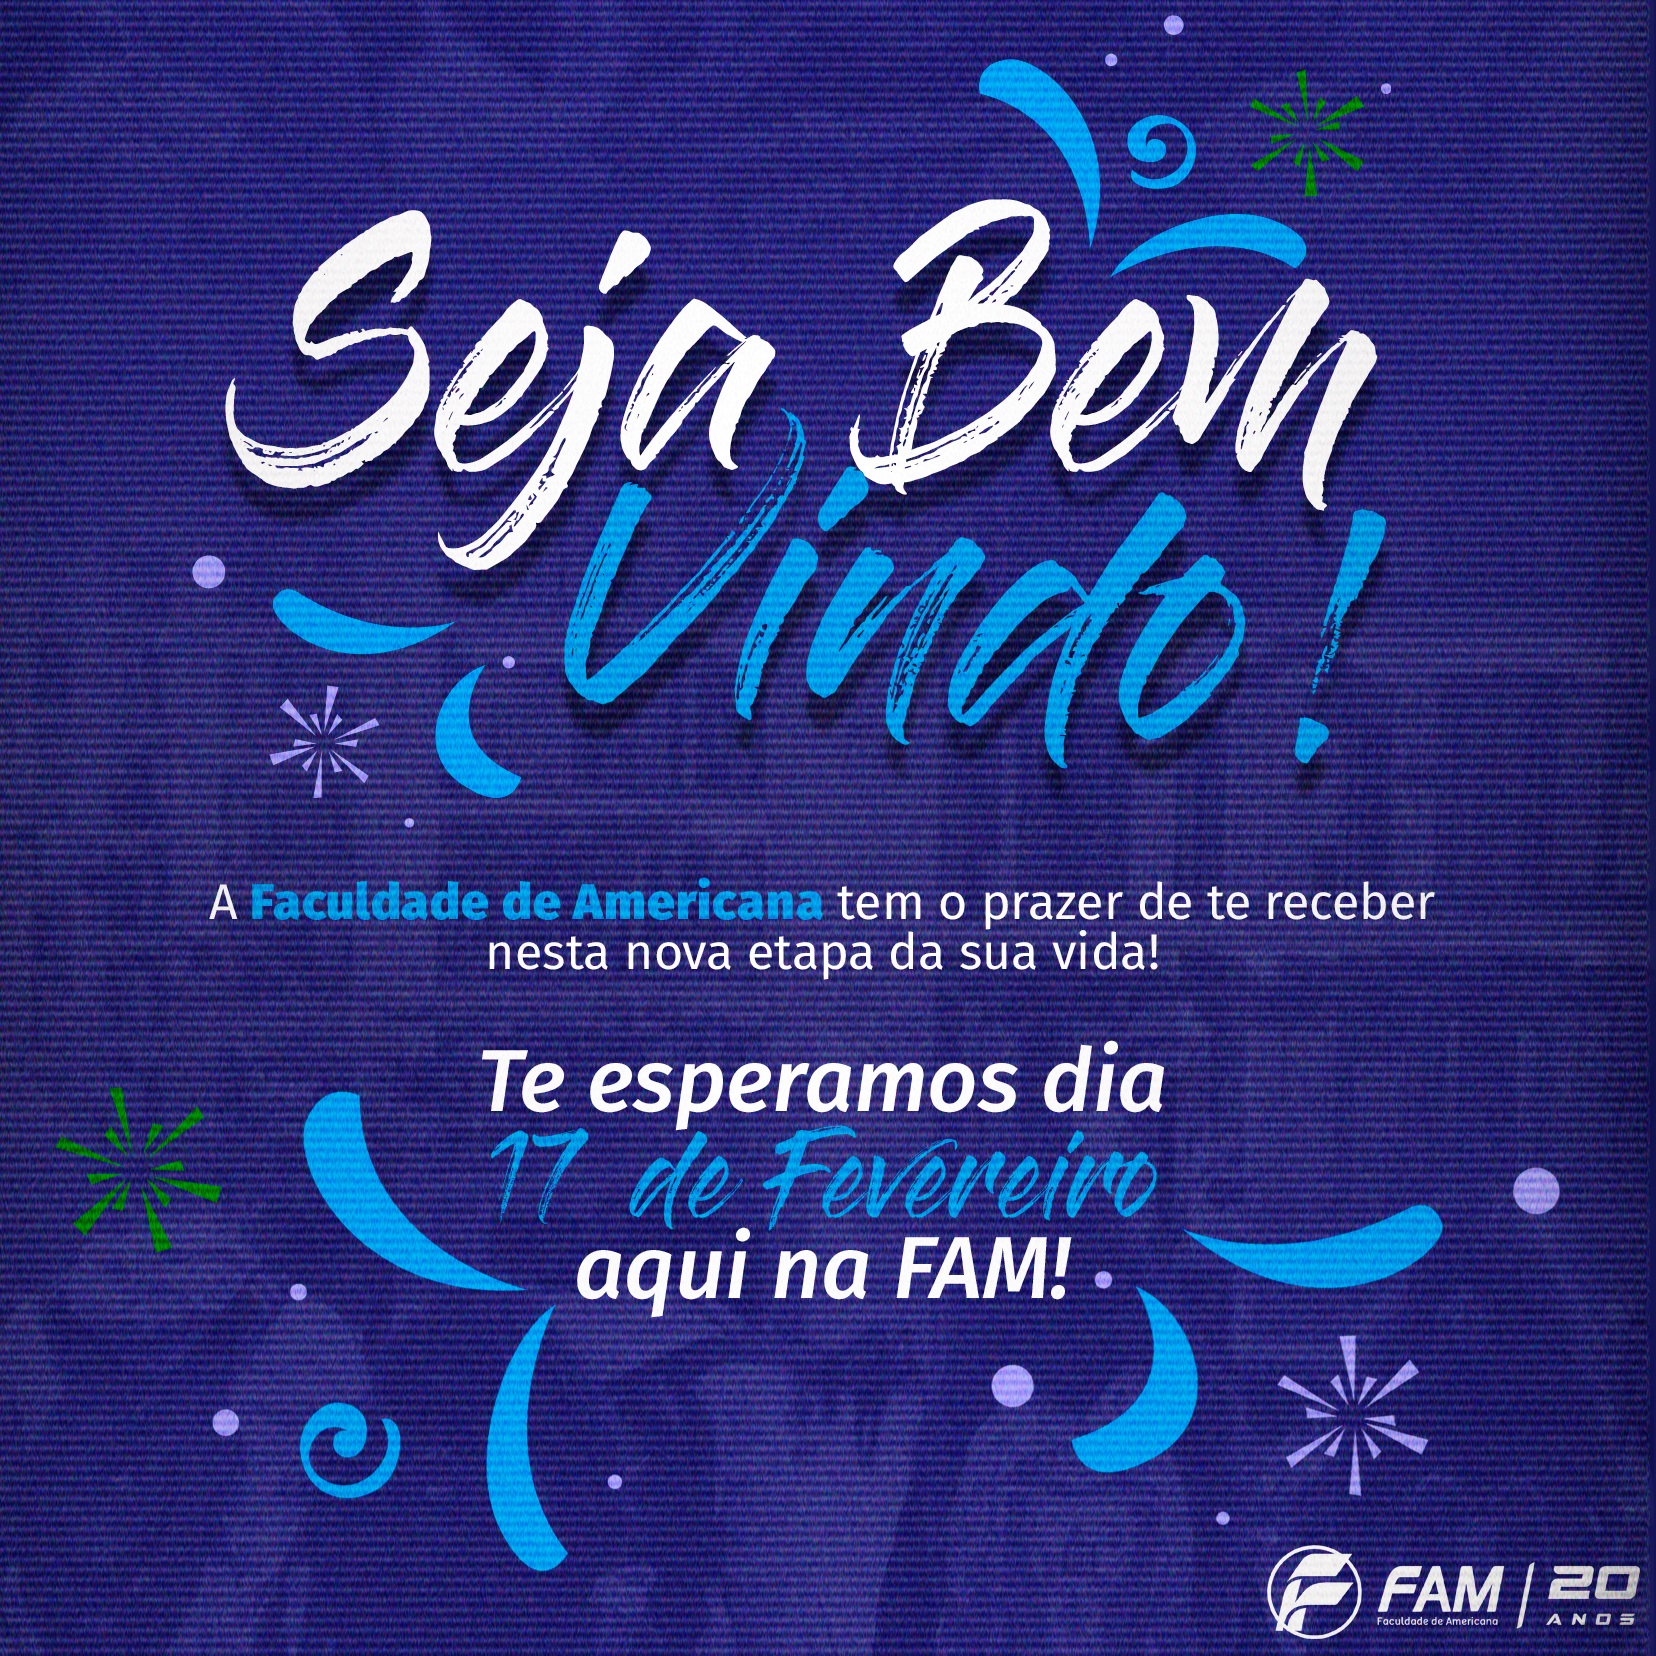 Seja Bem
Vindo!
A Faculdade de Americana tem o prazer de te receber
nesta nova etapa da sua vida!
Te esperamos dia
17 de Fevereiro
aqui na FAM!
FAM
Faculdade de Americana
20
ANOS